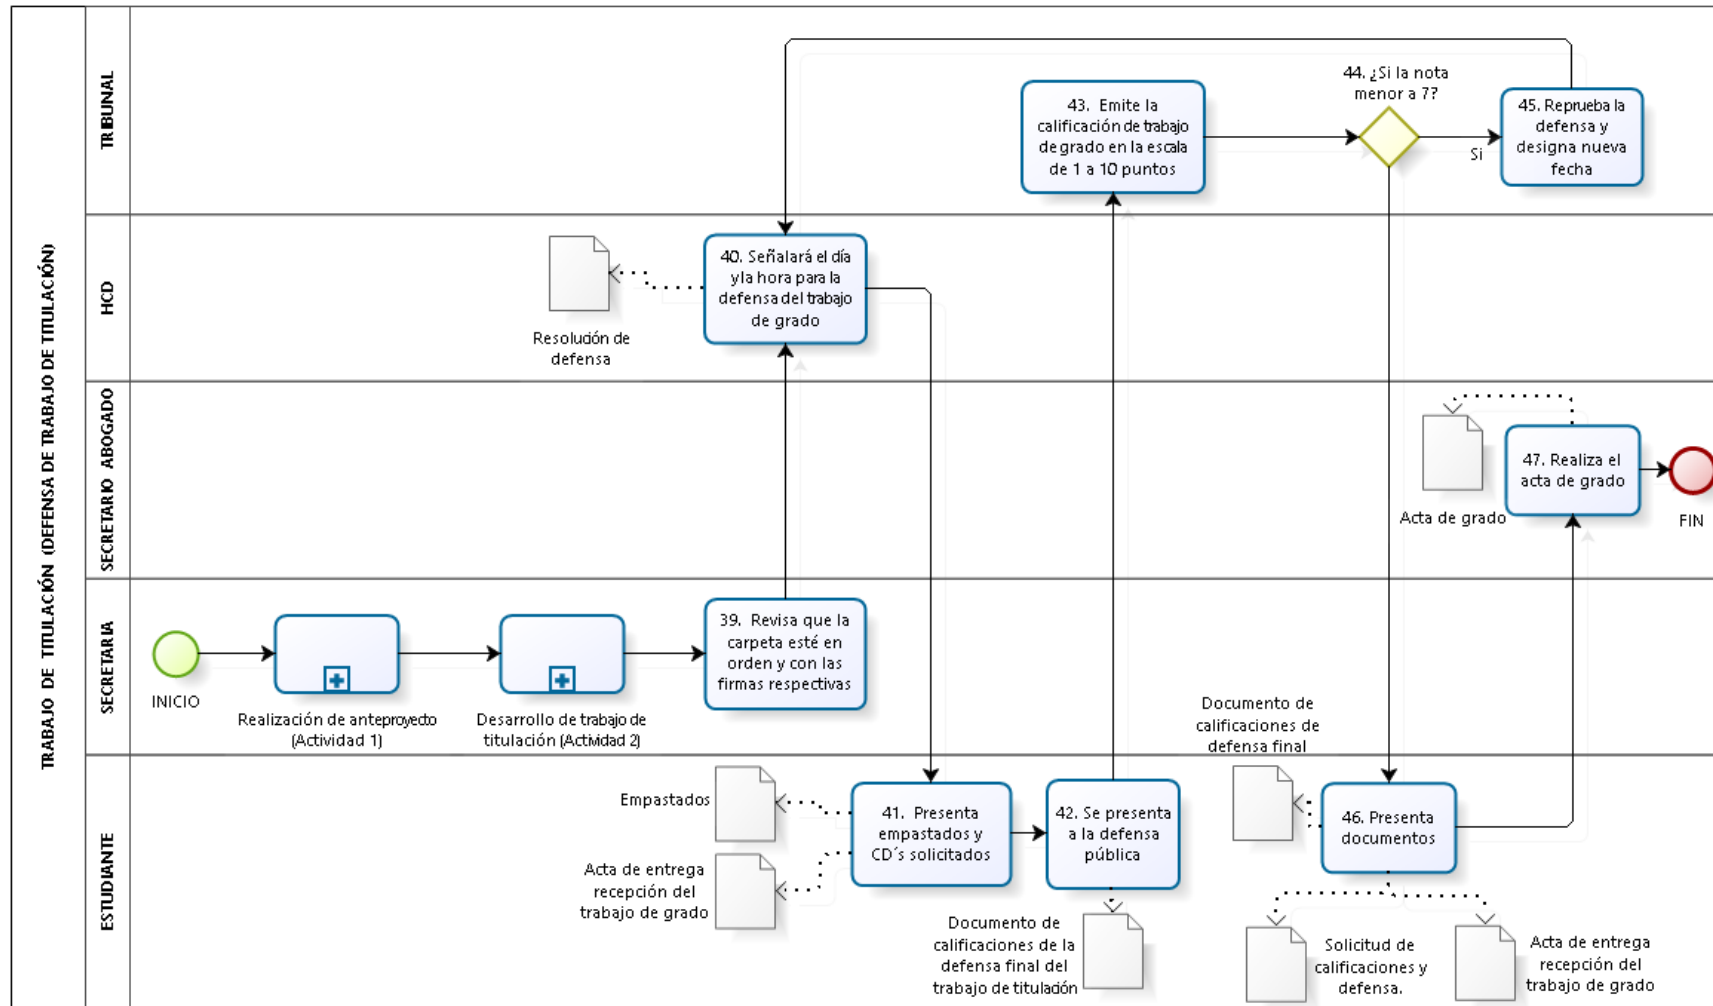 TRABAJO DE TITULACIÓN (DEFENSA DE TRABAJO DE TITULACIÓN)
TRIBUNAL
43. Emite la
calificación de trabajo
de grado en la escala
de 1 a 10 puntos
44. ¿Si la nota
menor a 7?
Si
45. Reprueba la
defensa y
designa nueva
fecha
HCD
Resolución de
defensa
40. Señalará el día
y la hora para la
defensa del trabajo
de grado
SECRETARIO ABOGADO
Acta de grado
47. Realiza el
acta de grado
FIN
SECRETARIA
INICIO
Realización de anteproyecto
(Actividad 1)
Desarrollo de trabajo de
titulación (Actividad 2)
39. Revisa que la
carpeta esté en
orden y con las
firmas respectivas
ESTUDIANTE
Empastados
Acta de entrega
recepción del
trabajo de grado
41. Presenta
empastados y
CD´s solicitados
42. Se presenta
a la defensa
pública
Documento de
calificaciones de la
defensa final del
trabajo de titulación
Documento de
calificaciones de
defensa final
46. Presenta
documentos
Solicitud de
calificaciones y
defensa.
Acta de entrega
recepción del
trabajo de grado